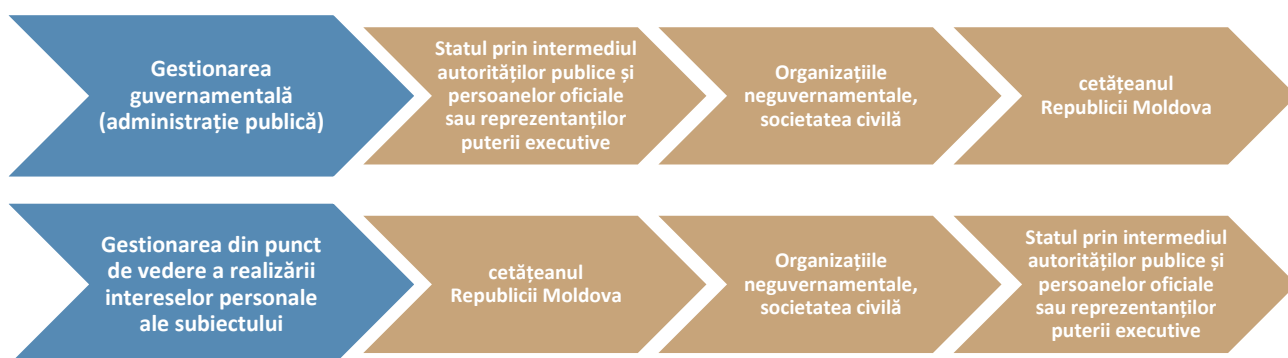 Gestionarea
guvernamentală
(administrație publică)
Statul prin intermediul
autorităților publice și
persoanelor oficiale
sau reprezentanților
puterii executive
Organizațiile
neguvernamentale,
societatea civilă
cetățeanul
Republicii Moldova
Gestionarea din punct
de vedere a realizării
intereselor personale
ale subiectului
cetățeanul
Republicii Moldova
Organizațiile
neguvernamentale,
societatea civilă
Statul prin intermediul
autorităților publice și
persoanelor oficiale
sau reprezentanților
puterii executive